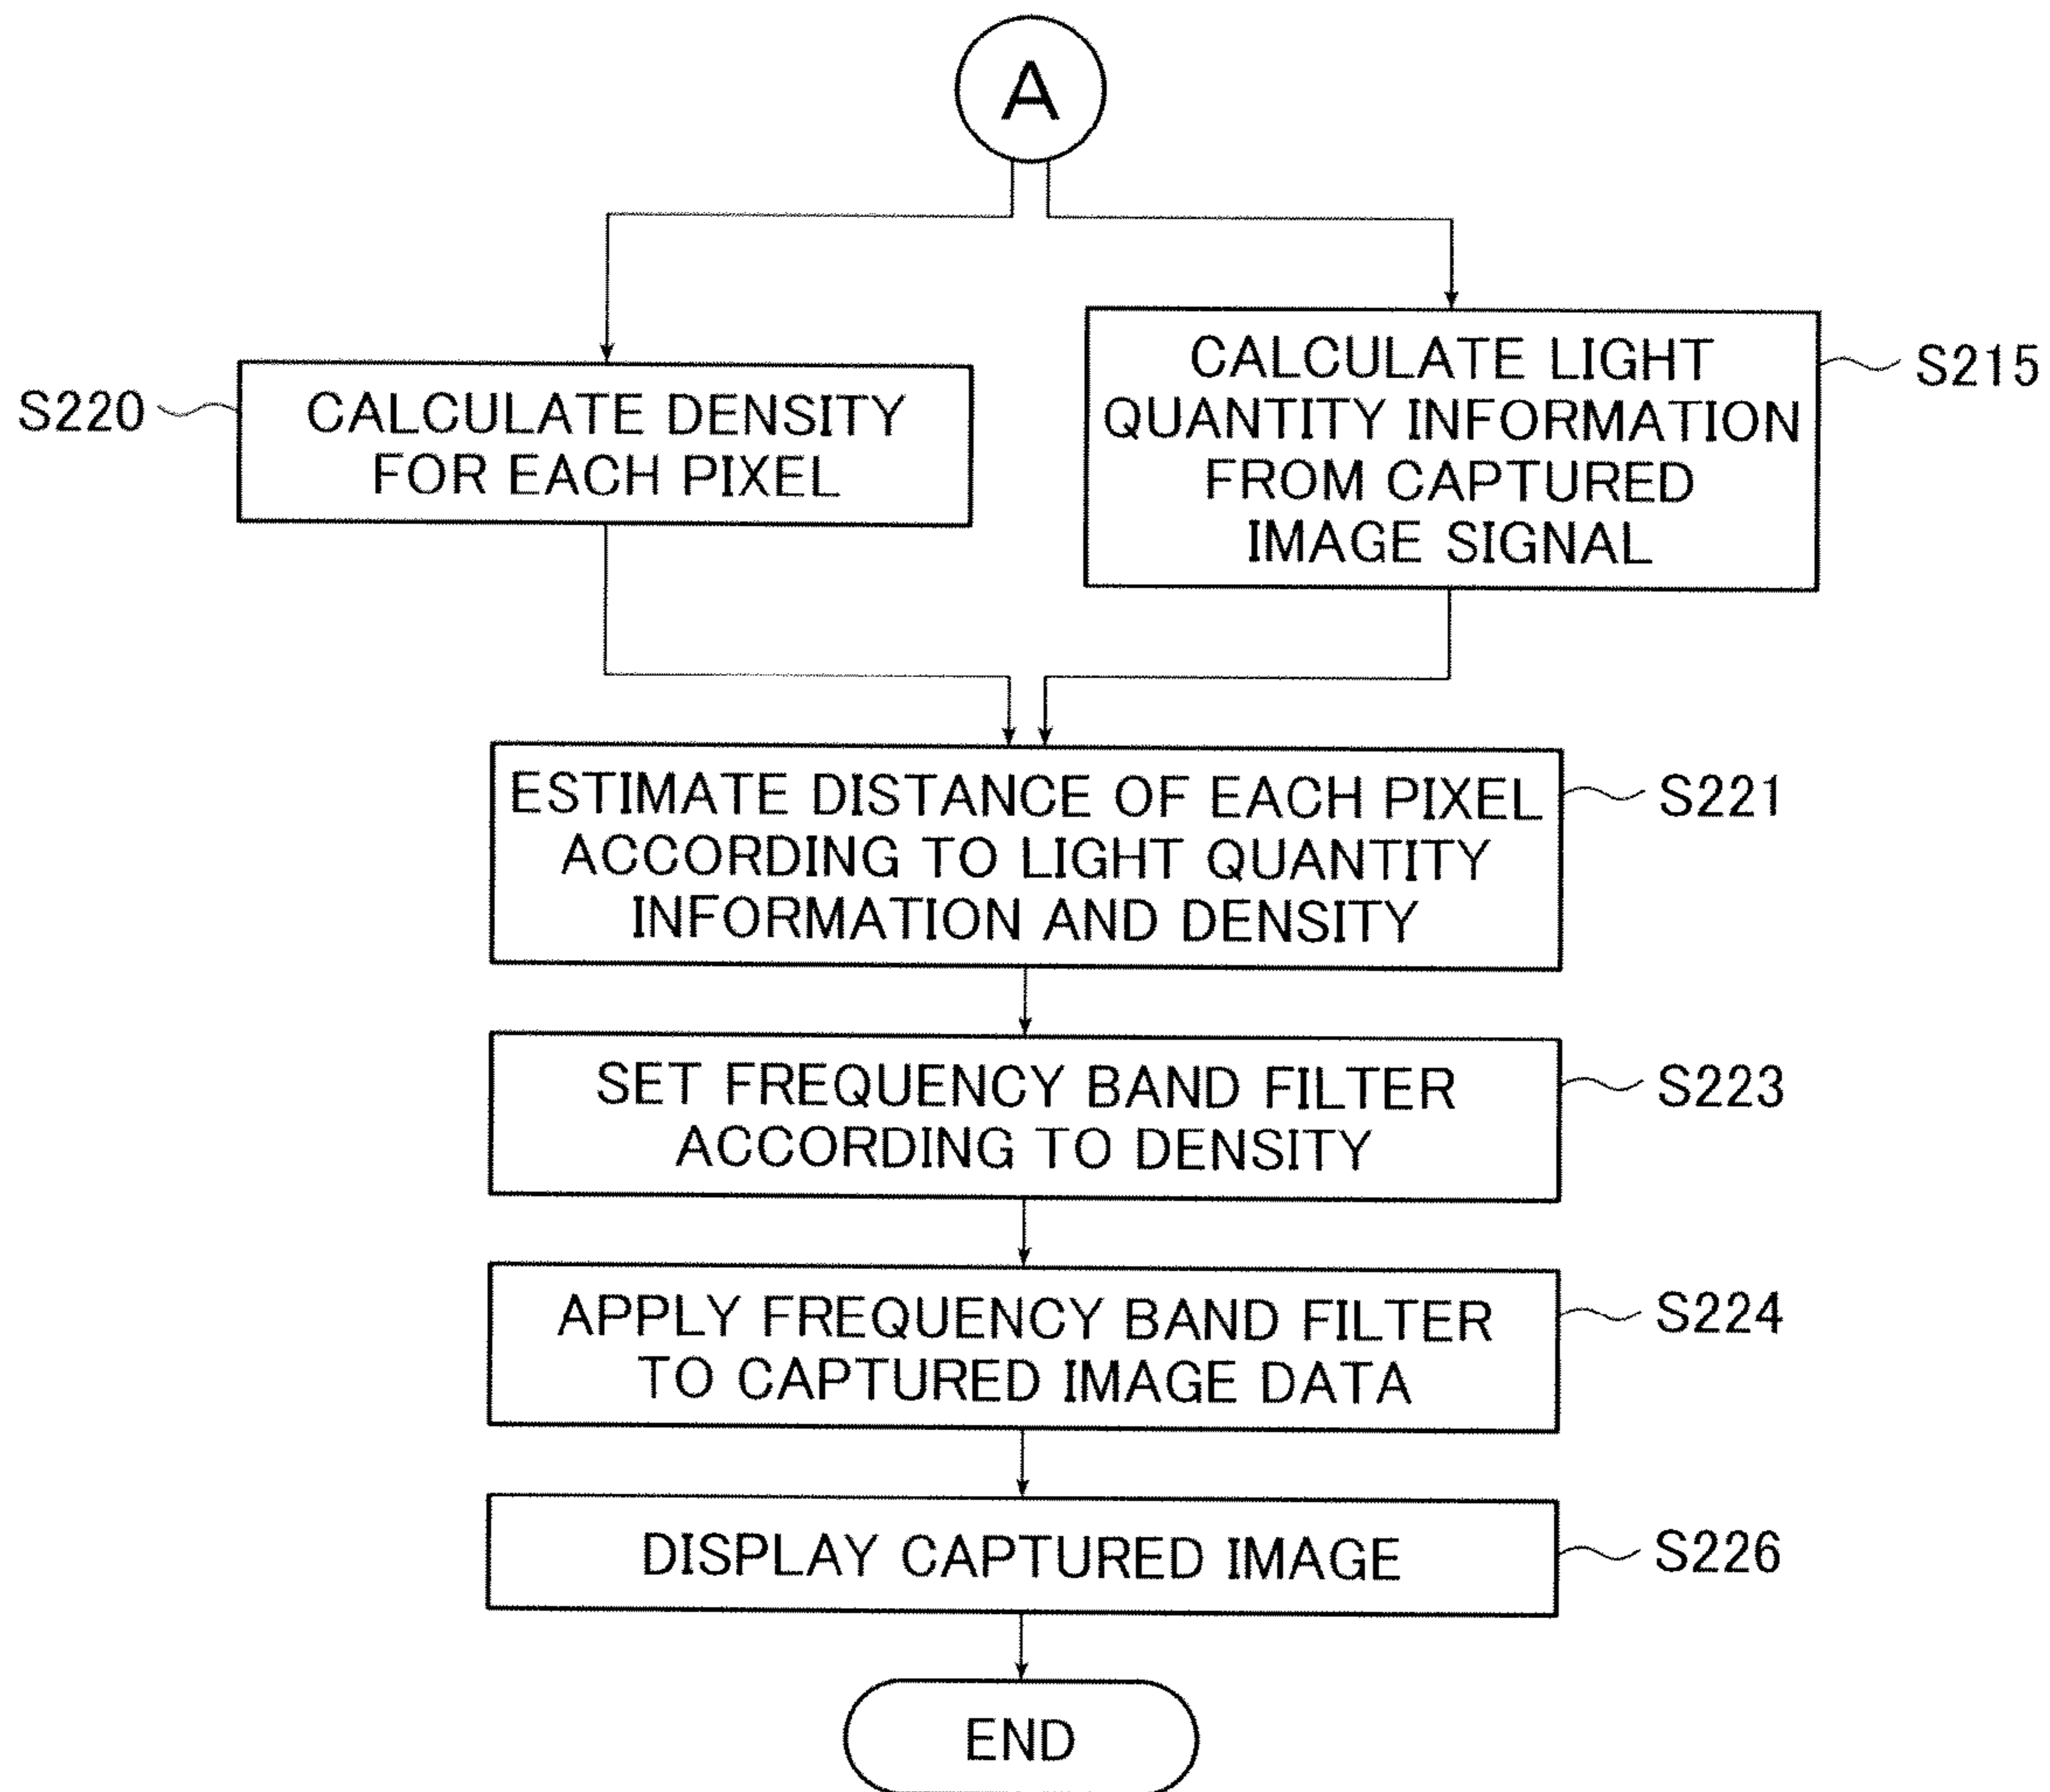 A
S220
CALCULATE DENSITY
FOR EACH PIXEL
CALCULATE LIGHT
QUANTITY INFORMATION
FROM CAPTURED
IMAGE SIGNAL
S215
ESTIMATE DISTANCE OF EACH PIXEL
ACCORDING TO LIGHT QUANTITY
INFORMATION AND DENSITY
S221
SET FREQUENCY BAND FILTER
ACCORDING TO DENSITY
S223
APPLY FREQUENCY BAND FILTER
TO CAPTURED IMAGE DATA
S224
DISPLAY CAPTURED IMAGE
S226
END